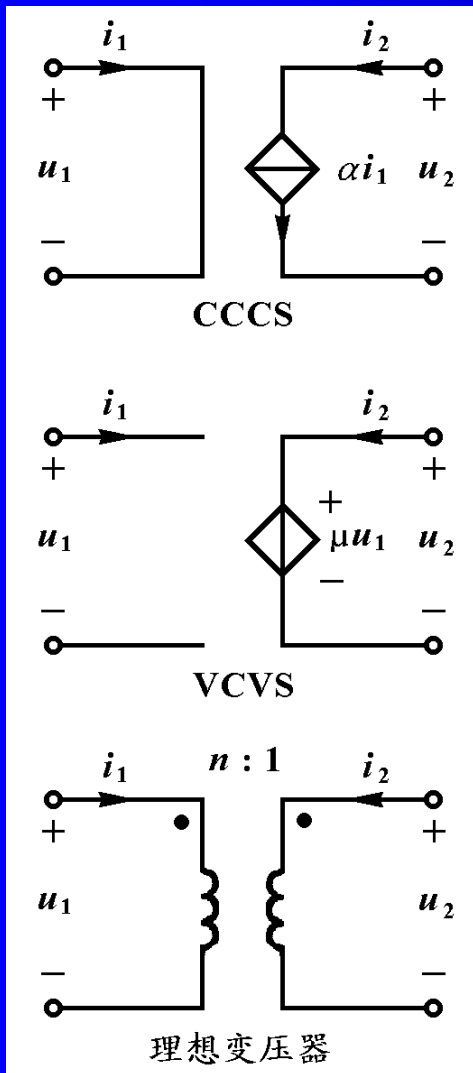 i₁ i₂
+ +
u₁ αi₁ u₂
− −
CCCS
i₁ i₂
+ + +
u₁ μu₁ u₂
− − −
VCVS
i₁ n : 1 i₂
+ +
u₁ u₂
− −
理想变压器